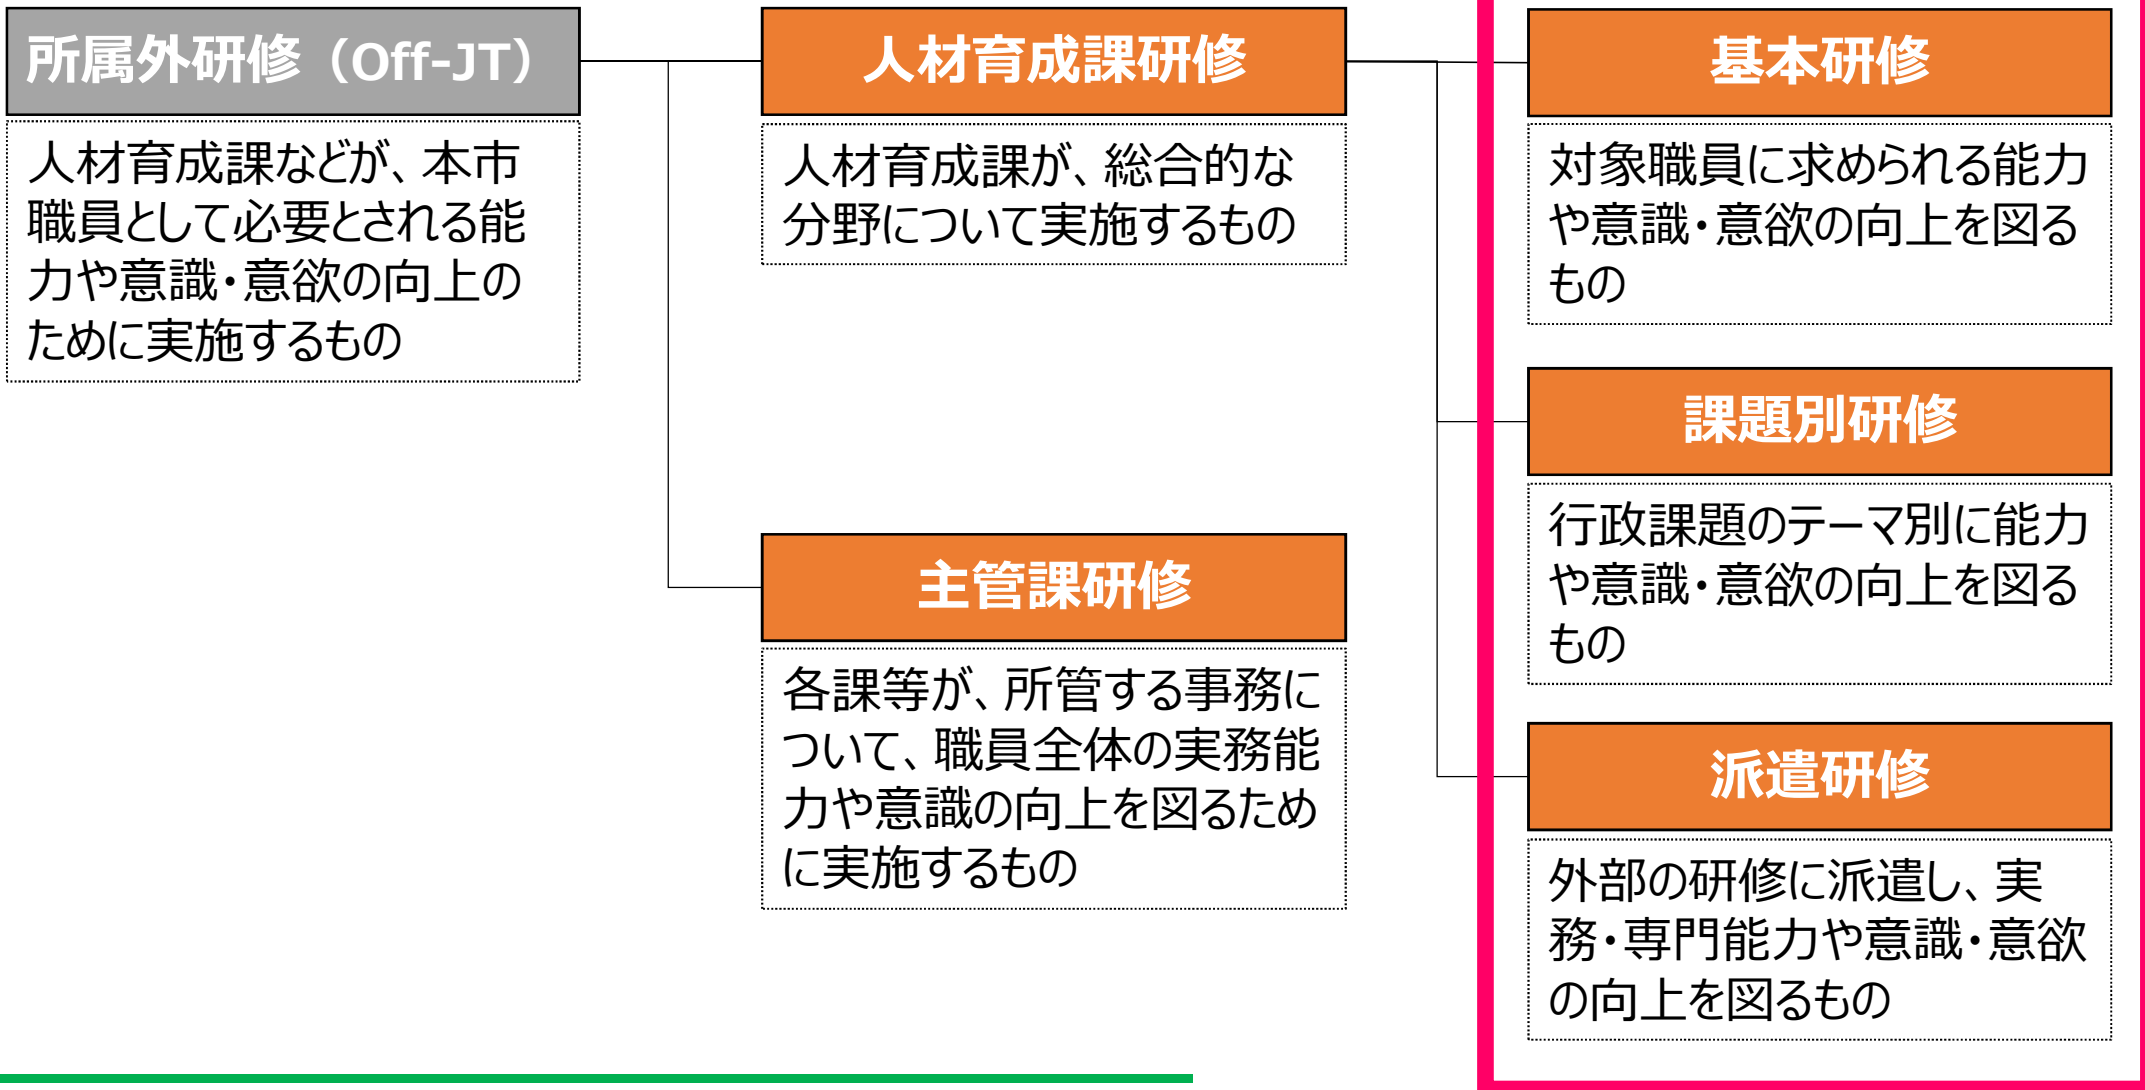 所属外研修（Off-JT）
人材育成課などが、本市
職員として必要とされる能
力や意識・意欲の向上の
ために実施するもの
人材育成課研修
人材育成課が、総合的な
分野について実施するもの
主管課研修
各課等が、所管する事務に
ついて、職員全体の実務能
力や意識の向上を図るため
に実施するもの
基本研修
対象職員に求められる能力
や意識・意欲の向上を図る
もの
課題別研修
行政課題のテーマ別に能力
や意識・意欲の向上を図る
もの
派遣研修
外部の研修に派遣し、実
務・専門能力や意識・意欲
の向上を図るもの